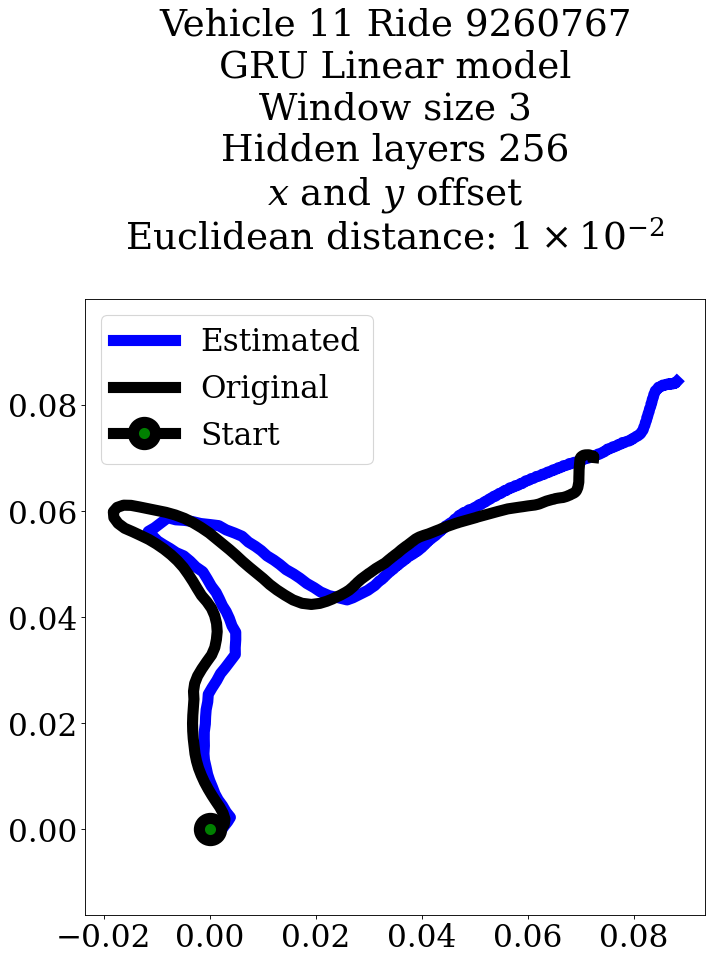 Vehicle 11 Ride 9260767
GRU Linear model
Window size 3
Hidden layers 256
x and y offset
Euclidean distance: 1 × 10⁻²
Estimated
Original
Start
0.08
0.06
0.04
0.02
0.00
−0.02 0.00 0.02 0.04 0.06 0.08